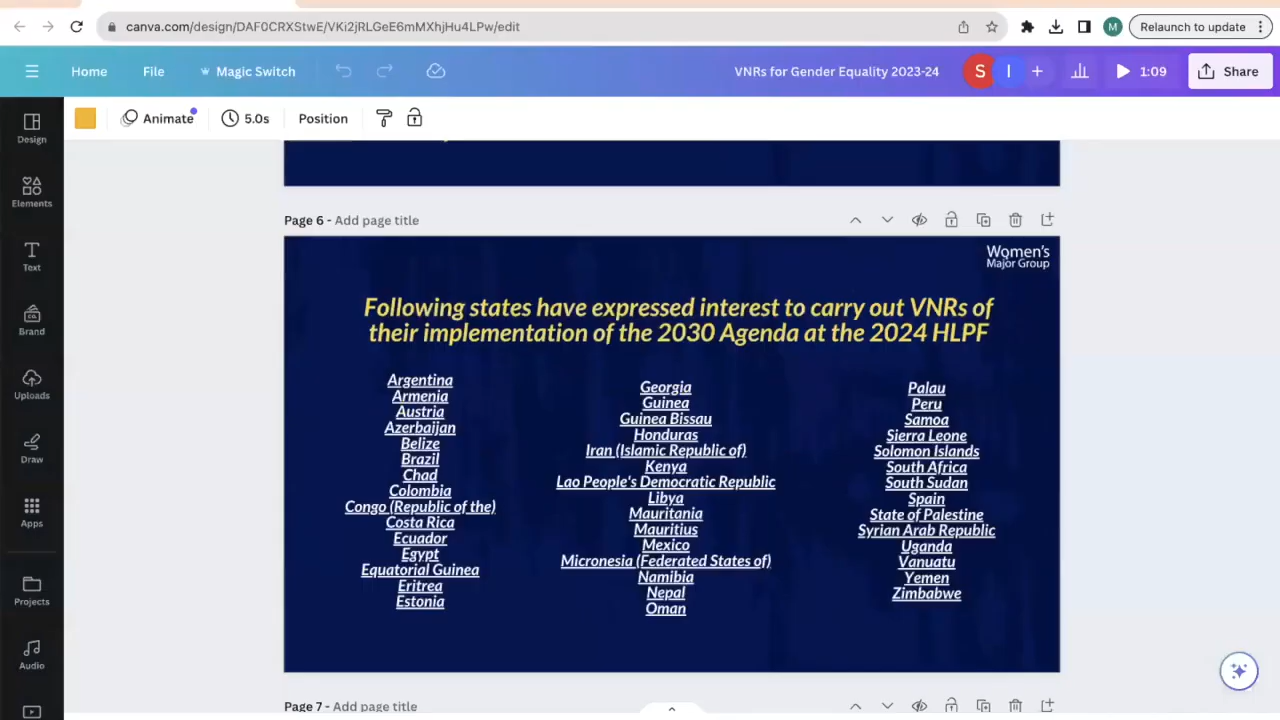 canva.com/design/DAF0CRXStwE/VKi2jRLGeE6mMXhjHu4LPw/edit
M
Relaunch to update
Home
File
Magic Switch
VNRs for Gender Equality 2023-24
S
I
1:09
Share
Design
Elements
Text
Brand
Uploads
Draw
Apps
Projects
Audio
Animate
5.0s
Position
Page 6 - Add page title
Women's
Major Group
Following states have expressed interest to carry out VNRs of
their implementation of the 2030 Agenda at the 2024 HLPF
Argentina
Armenia
Austria
Azerbaijan
Belize
Brazil
Chad
Colombia
Congo (Republic of the)
Costa Rica
Ecuador
Egypt
Equatorial Guinea
Eritrea
Estonia
Georgia
Guinea
Guinea Bissau
Honduras
Iran (Islamic Republic of)
Kenya
Lao People's Democratic Republic
Libya
Mauritania
Mauritius
Mexico
Micronesia (Federated States of)
Namibia
Nepal
Oman
Palau
Peru
Samoa
Sierra Leone
Solomon Islands
South Africa
South Sudan
Spain
State of Palestine
Syrian Arab Republic
Uganda
Vanuatu
Yemen
Zimbabwe
Page 7 - Add page title